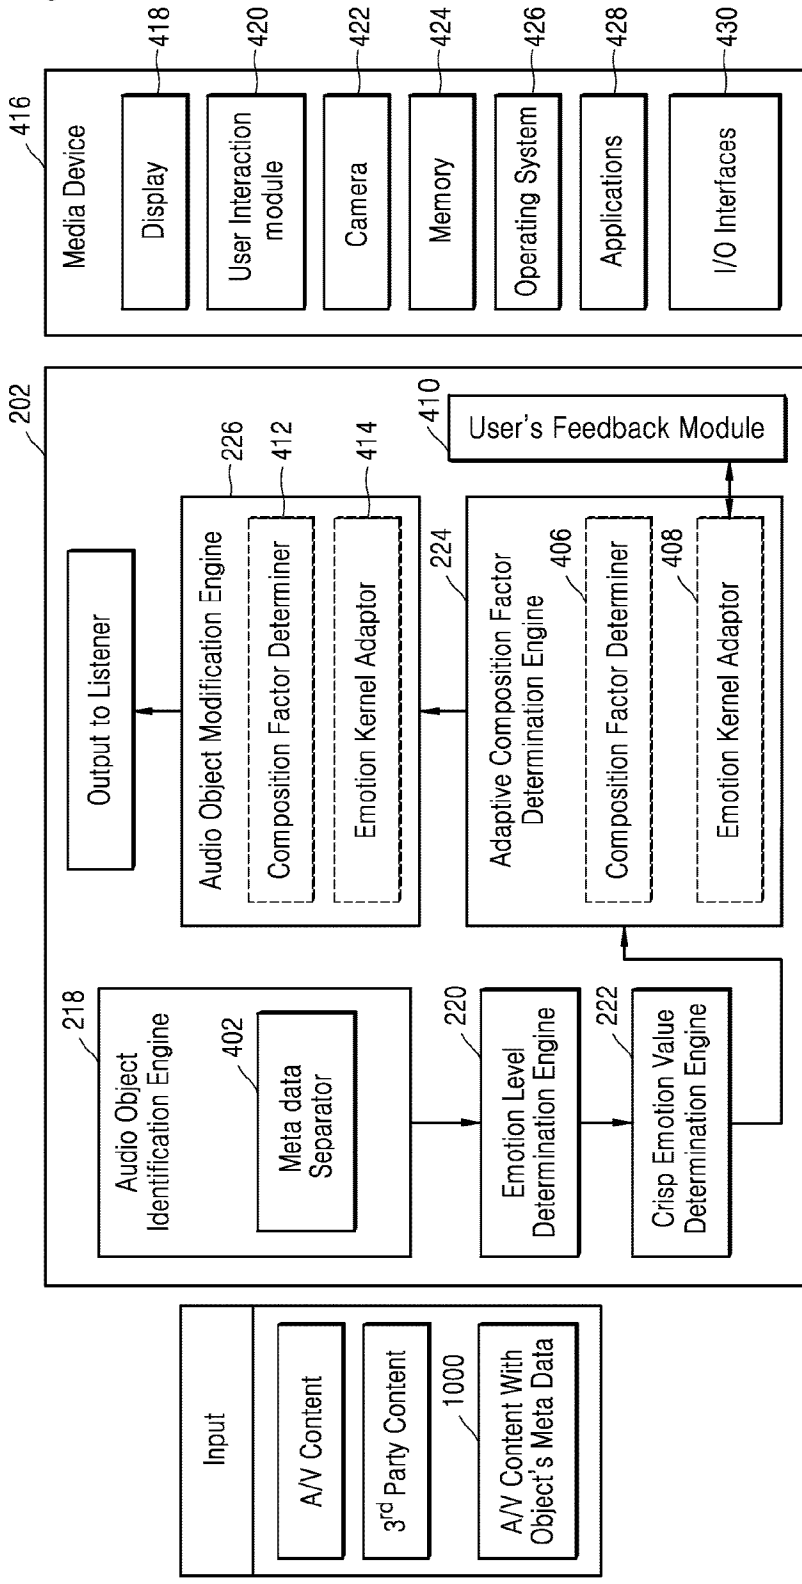 Input
A/V Content
3rd Party Content
1000
A/V Content With
Object's Meta Data
202
218
Audio Object
Identification Engine
402
Meta data
Separator
220
Emotion Level
Determination Engine
222
Crisp Emotion Value
Determination Engine
Output to Listener
226
Audio Object Modification Engine
412
Composition Factor Determiner
414
Emotion Kernel Adaptor
224
Adaptive Composition Factor
Determination Engine
406
Composition Factor Determiner
408
Emotion Kernel Adaptor
410
User's Feedback Module
416
Media Device
418
Display
420
User Interaction
module
422
Camera
424
Memory
426
Operating System
428
Applications
430
I/O Interfaces